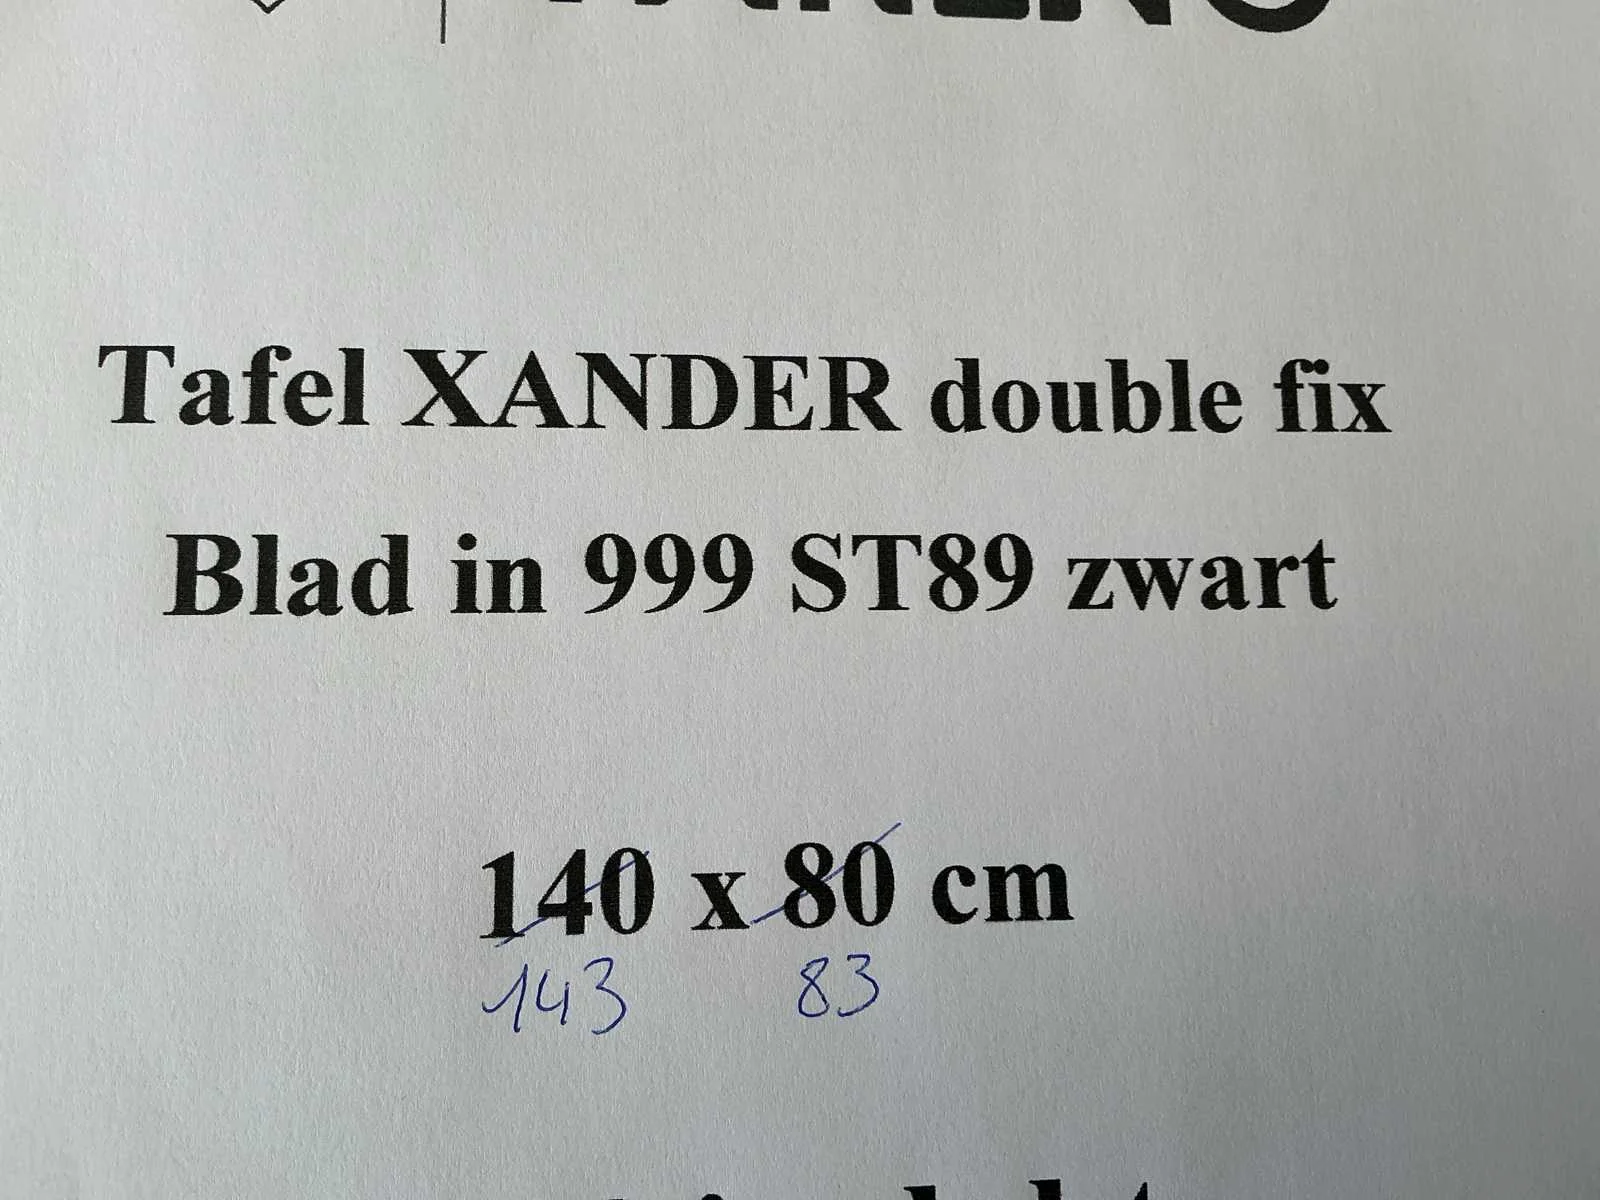 Tafel XANDER double fix
Blad in 999 ST89 zwart
140 x 80 cm
143 83